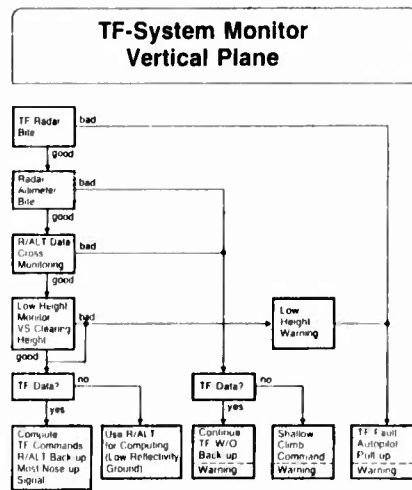 TF-System Monitor
Vertical Plane
TF Radar
Bite
bad
good
Radar
Altimeter
Bite
bad
good
R/ALT Data
Cross
Monitoring
bad
good
Low Height
Monitor
VS Clearing
Height
bad
good
Low
Height
Warning
TF Data?
no
yes
TF Data?
no
yes
Compute
TF Commands
R/ALT Back up
Most Nose up
Signal
Use R/ALT
for Computing
(Low Reflectivity
Ground)
Continue
TF W/O
Back up
Warning
Shallow
Climb
Command
Warning
TF Fault
Autopilot
Pull up
Warning